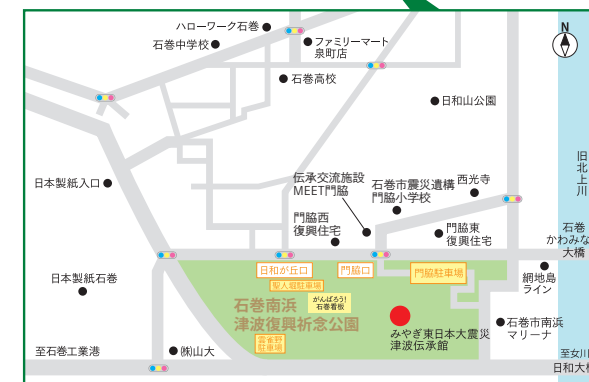 ハローワーク石巻
石巻中学校
ファミリーマート
泉町店
石巻高校
N
日和山公園
旧北上川
日本製紙入口
伝承交流施設
MEET門脇
石巻市震災遺構
門脇小学校
西光寺
門脇西
復興住宅
門脇東
復興住宅
石巻
かわみな
大橋
日和が丘口
門脇口
門脇駐車場
網地島
ライン
日本製紙石巻
聖人堀駐車場
がんばろう!
石巻看板
石巻南浜
津波復興祈念公園
みやぎ東日本大震災
津波伝承館
石巻市南浜
マリーナ
雲雀野
駐車場
至石巻工業港
㈱山大
至女川
日和大